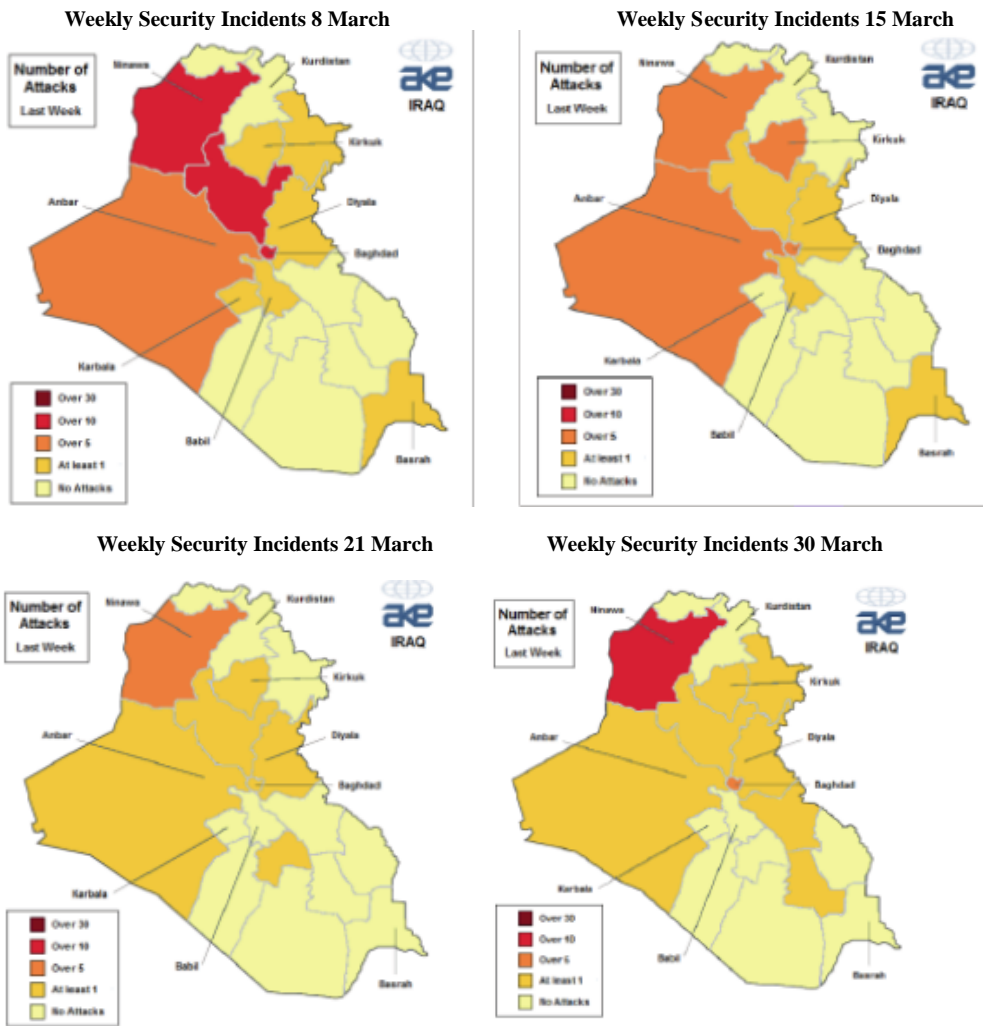 Weekly Security Incidents 8 March
Number of
Attacks
Last Week
Ninawa
Kurdistan
ake
IRAQ
Kirkuk
Anbar
Diyala
Baghdad
Karbala
Over 30
Over 10
Over 5
At least 1
No Attacks
Babil
Basrah
Weekly Security Incidents 15 March
Number of
Attacks
Last Week
Ninawa
Kurdistan
ake
IRAQ
Kirkuk
Anbar
Diyala
Baghdad
Karbala
Over 30
Over 10
Over 5
At least 1
No Attacks
Babil
Basrah
Weekly Security Incidents 21 March
Number of
Attacks
Last Week
Ninawa
Kurdistan
ake
IRAQ
Kirkuk
Anbar
Diyala
Baghdad
Karbala
Over 30
Over 10
Over 5
At least 1
No Attacks
Babil
Basrah
Weekly Security Incidents 30 March
Number of
Attacks
Last Week
Ninawa
Kurdistan
ake
IRAQ
Kirkuk
Anbar
Diyala
Baghdad
Karbala
Over 30
Over 10
Over 5
At least 1
No Attacks
Babil
Basrah